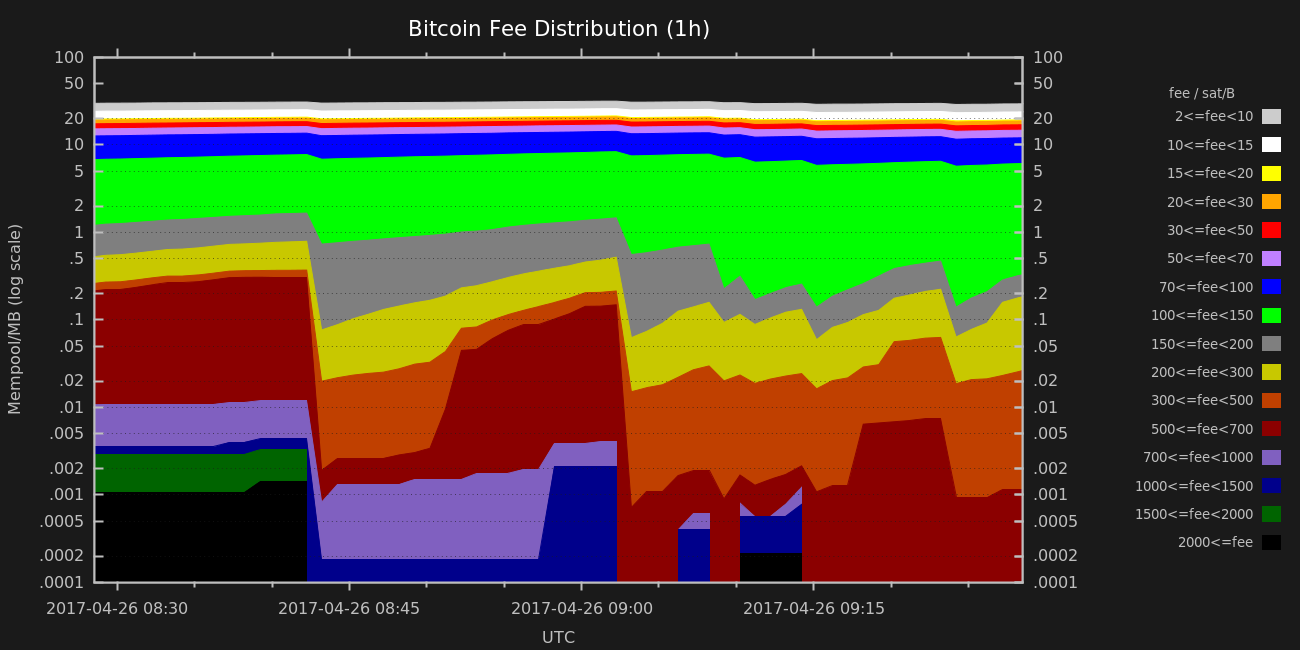 Bitcoin Fee Distribution (1h)
100
50
20
10
5
2
1
.5
.2
.1
.05
.02
.01
.005
.002
.001
.0005
.0002
.0001
Mempool/MB (log scale)
100
50
20
10
5
2
1
.5
.2
.1
.05
.02
.01
.005
.002
.001
.0005
.0002
.0001
2017-04-26 08:30
2017-04-26 08:45
2017-04-26 09:00
2017-04-26 09:15
UTC
fee / sat/B
2<=fee<10
10<=fee<15
15<=fee<20
20<=fee<30
30<=fee<50
50<=fee<70
70<=fee<100
100<=fee<150
150<=fee<200
200<=fee<300
300<=fee<500
500<=fee<700
700<=fee<1000
1000<=fee<1500
1500<=fee<2000
2000<=fee